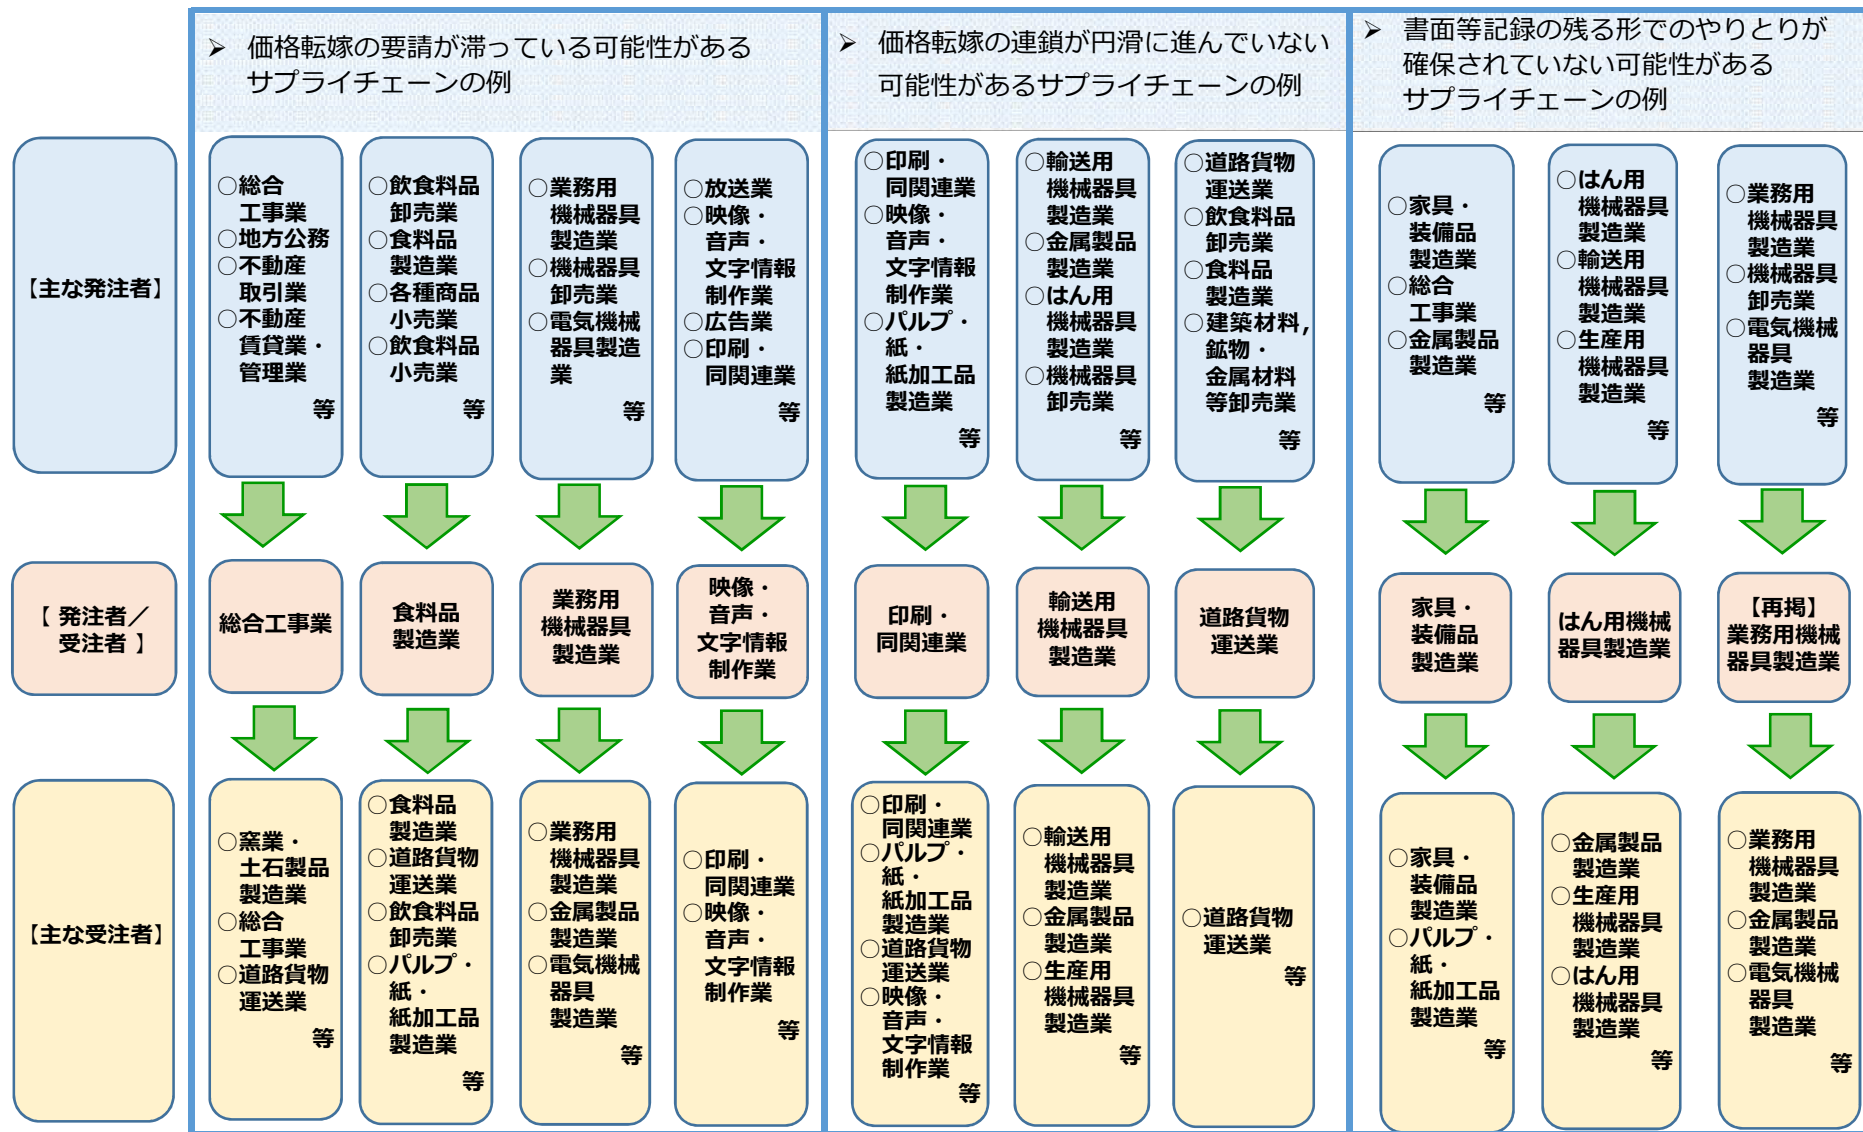 ➢ 価格転嫁の要請が滞っている可能性がある
サプライチェーンの例
➢ 価格転嫁の連鎖が円滑に進んでいない
可能性があるサプライチェーンの例
➢ 書面等記録の残る形でのやりとりが
確保されていない可能性がある
サプライチェーンの例
【主な発注者】
○総合
工事業
○地方公務
○不動産
取引業
○不動産
賃貸業・
管理業
等
○飲食料品
卸売業
○食料品
製造業
○各種商品
小売業
○飲食料品
小売業
等
○業務用
機械器具
製造業
○機械器具
卸売業
○電気機械
器具製造
業
等
○放送業
○映像・
音声・
文字情報
制作業
○広告業
○印刷・
同関連業
等
○印刷・
同関連業
○映像・
音声・
文字情報
制作業
○パルプ・
紙・
紙加工品
製造業
等
○輸送用
機械器具
製造業
○金属製品
製造業
○はん用
機械器具
製造業
○機械器具
卸売業
等
○道路貨物
運送業
○飲食料品
卸売業
○食料品
製造業
○建築材料,
鉱物・
金属材料
等卸売業
等
○家具・
装備品
製造業
○総合
工事業
○金属製品
製造業
等
○はん用
機械器具
製造業
○輸送用
機械器具
製造業
○生産用
機械器具
製造業
等
○業務用
機械器具
製造業
○機械器具
卸売業
○電気機械
器具
製造業
等
【 発注者／
受注者 】
総合工事業
食料品
製造業
業務用
機械器具
製造業
映像・
音声・
文字情報
制作業
印刷・
同関連業
輸送用
機械器具
製造業
道路貨物
運送業
家具・
装備品
製造業
はん用機械
器具製造業
【再掲】
業務用機械
器具製造業
【主な受注者】
○窯業・
土石製品
製造業
○総合
工事業
○道路貨物
運送業
等
○食料品
製造業
○道路貨物
運送業
○飲食料品
卸売業
○パルプ・
紙・
紙加工品
製造業
等
○業務用
機械器具
製造業
○金属製品
製造業
○電気機械
器具
製造業
等
○印刷・
同関連業
○映像・
音声・
文字情報
制作業
等
○印刷・
同関連業
○パルプ・
紙・
紙加工品
製造業
○道路貨物
運送業
○映像・
音声・
文字情報
制作業
等
○輸送用
機械器具
製造業
○金属製品
製造業
○生産用
機械器具
製造業
等
○道路貨物
運送業
等
○家具・
装備品
製造業
○パルプ・
紙・
紙加工品
製造業
等
○金属製品
製造業
○生産用
機械器具
製造業
○はん用
機械器具
製造業
等
○業務用
機械器具
製造業
○金属製品
製造業
○電気機械
器具
製造業
等